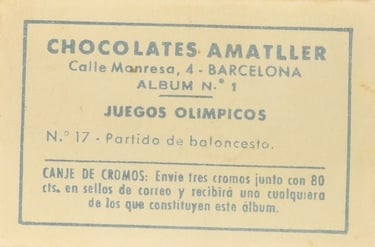 CHOCOLATES AMATLLER
Calle Manresa, 4 - BARCELONA
ALBUM N.° 1
JUEGOS OLIMPICOS
N.° 17 - Partido de baloncesto.
CANJE DE CROMOS: Envie tres cromos junto con 80
cts. en sellos de correo y recibirá uno cualquiera
de los que constituyen este álbum.